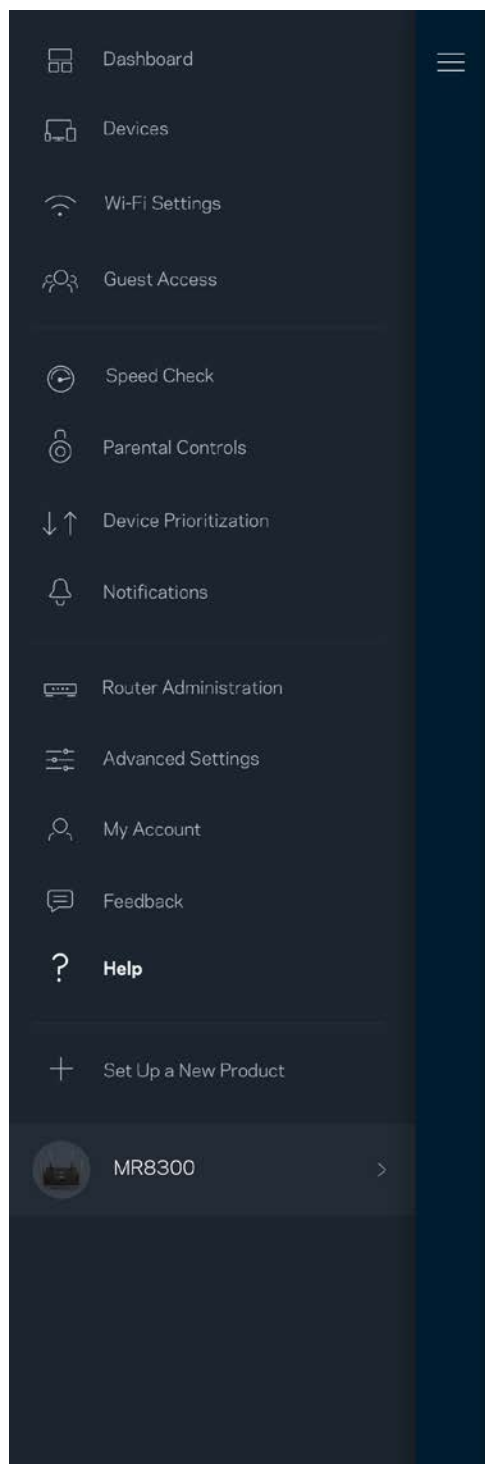 Dashboard
Devices
Wi-Fi Settings
Guest Access
Speed Check
Parental Controls
Device Prioritization
Notifications
Router Administration
Advanced Settings
My Account
Feedback
? Help
Set Up a New Product
MR8300